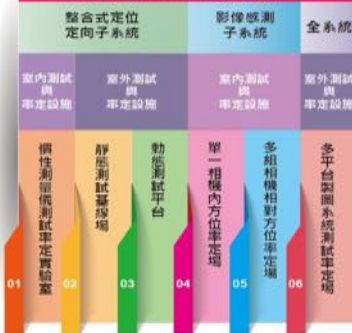 整合式定位
定向子系統
影像感測
子系統
全系統
室內測試
與
率定設施
室外測試
與
率定設施
室內測試
與
率定設施
室外測試
與
率定設施
慣性測量儀測試率定實驗室
靜態測試基線場
動態測試平台
單一相機內方位率定場
多組相機相對方位率定場
多平台製圖系統測試率定場
01
02
03
04
05
06